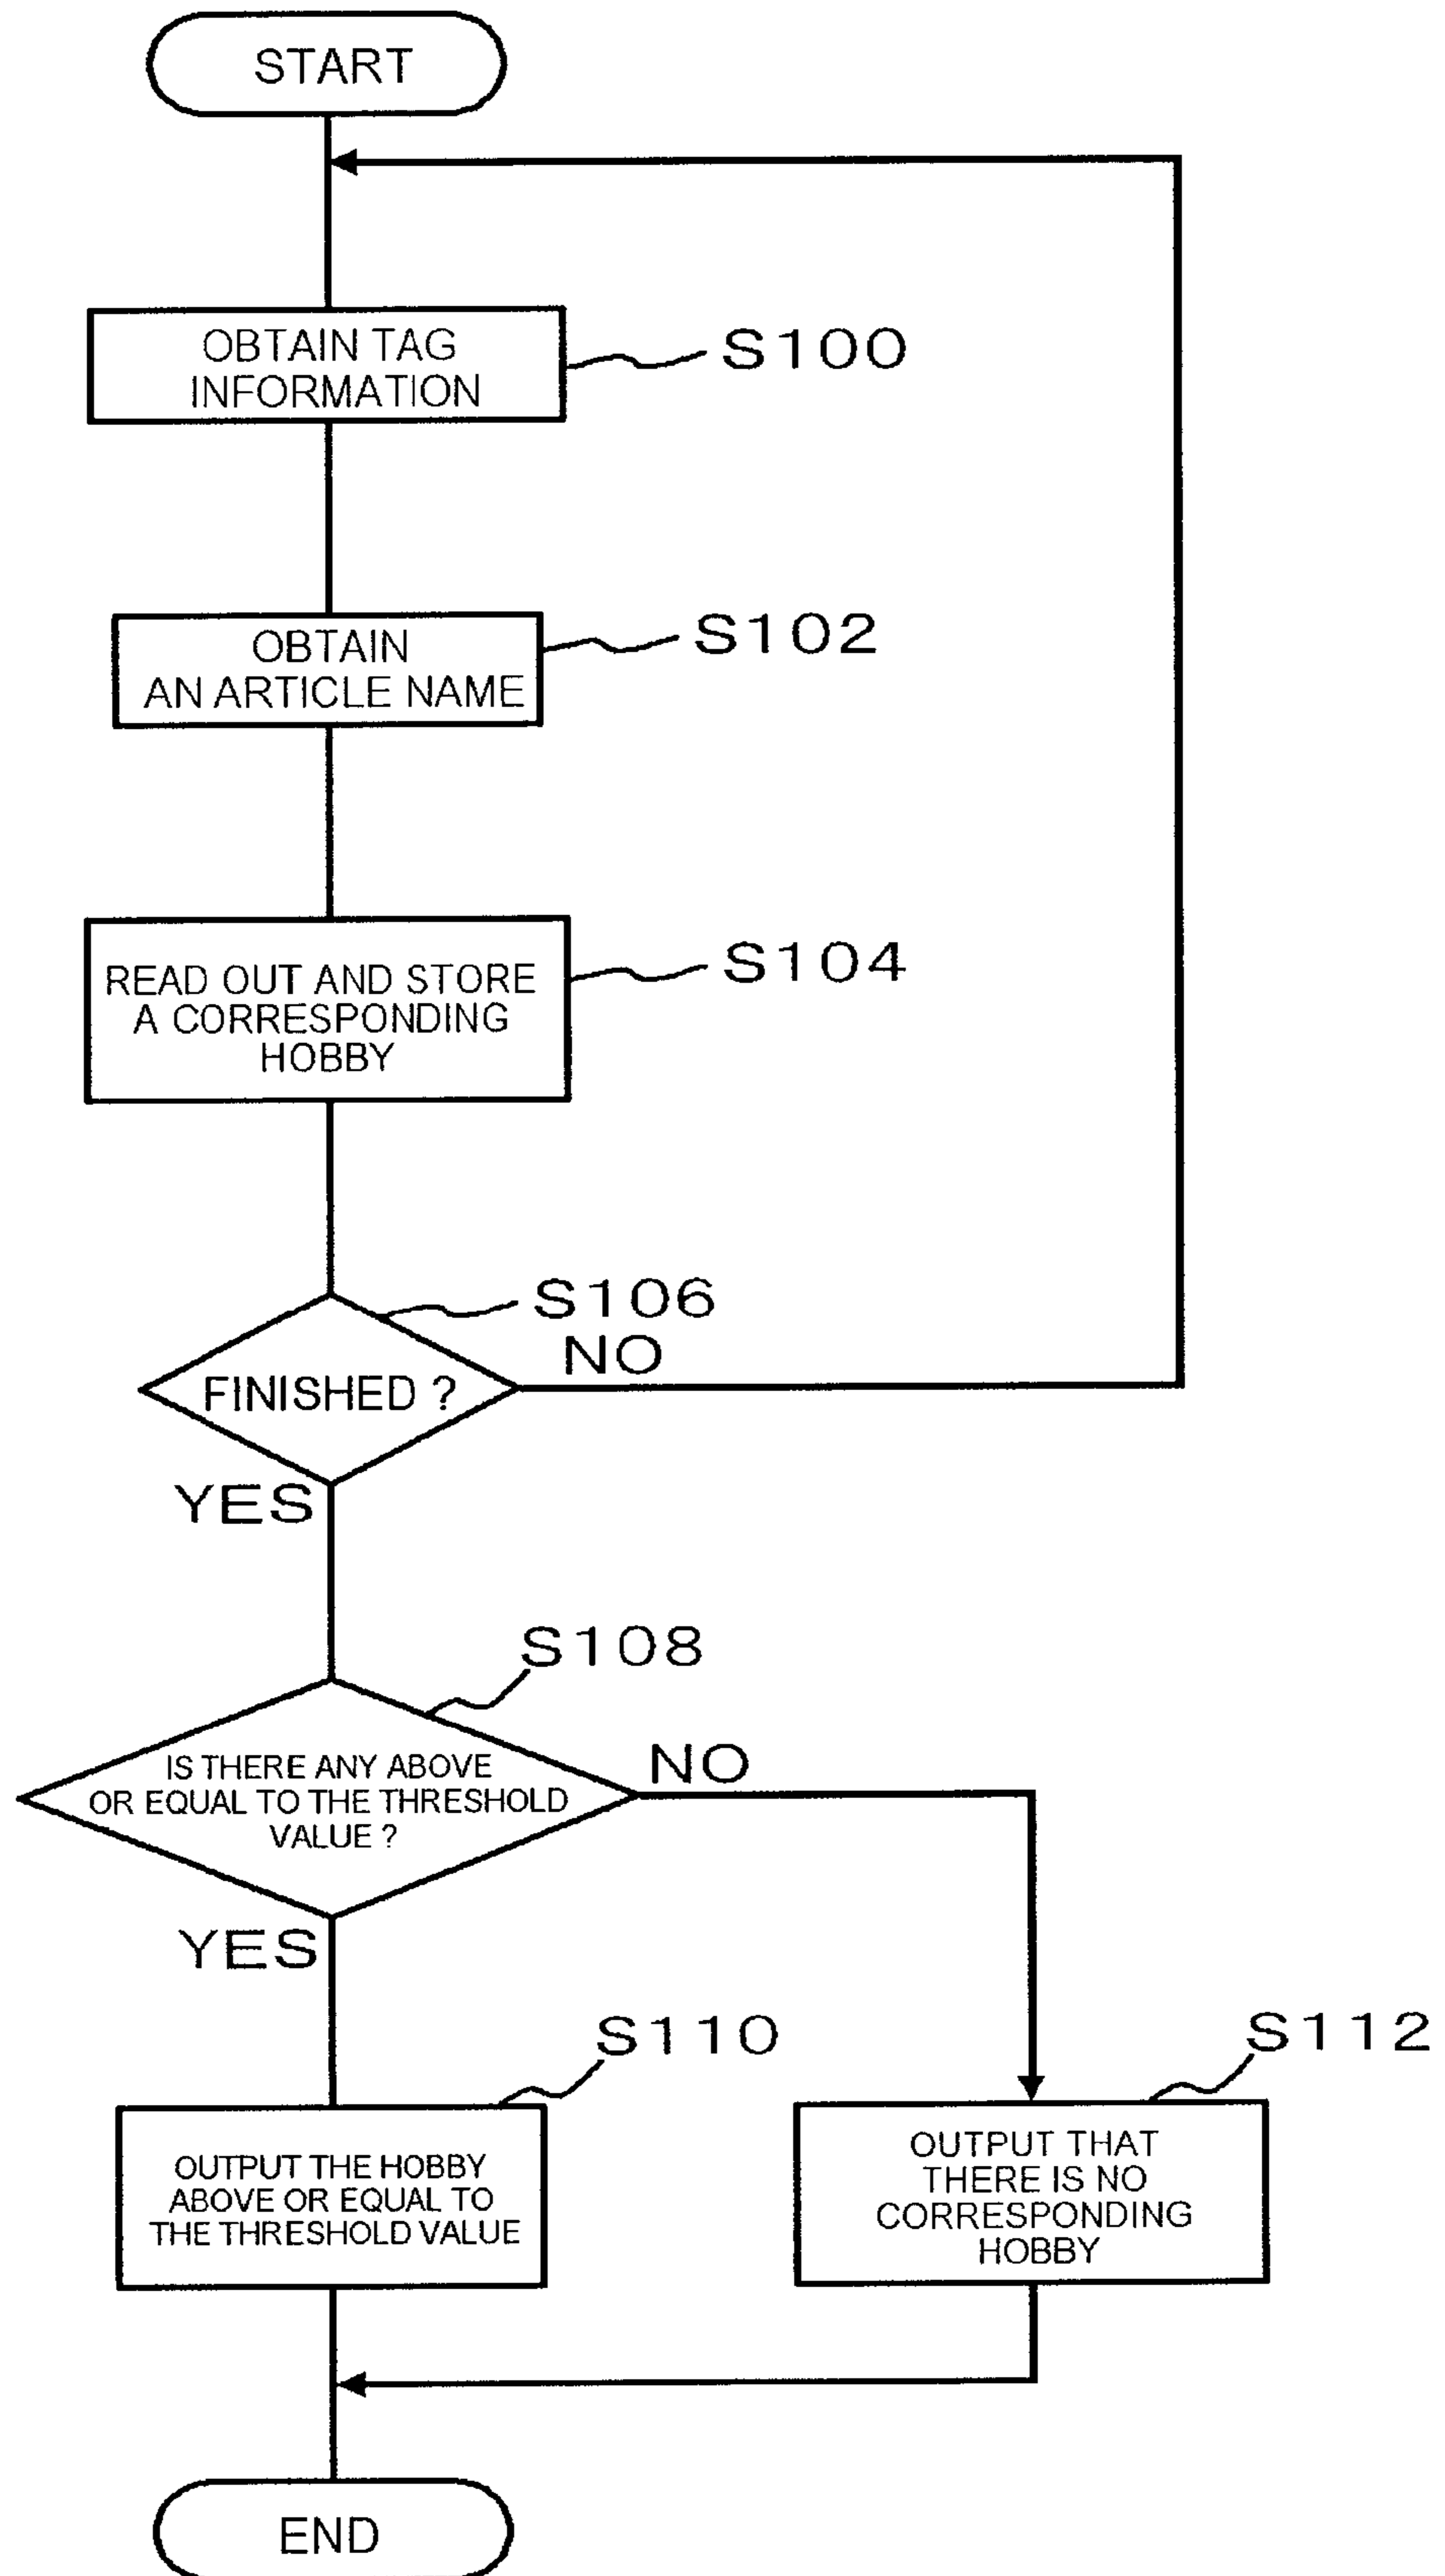 START
OBTAIN TAG
INFORMATION
S100
OBTAIN
AN ARTICLE NAME
S102
READ OUT AND STORE
A CORRESPONDING
HOBBY
S104
S106
NO
FINISHED ?
YES
S108
IS THERE ANY ABOVE
OR EQUAL TO THE THRESHOLD
VALUE ?
NO
YES
S110
S112
OUTPUT THE HOBBY
ABOVE OR EQUAL TO
THE THRESHOLD VALUE
OUTPUT THAT
THERE IS NO
CORRESPONDING
HOBBY
END